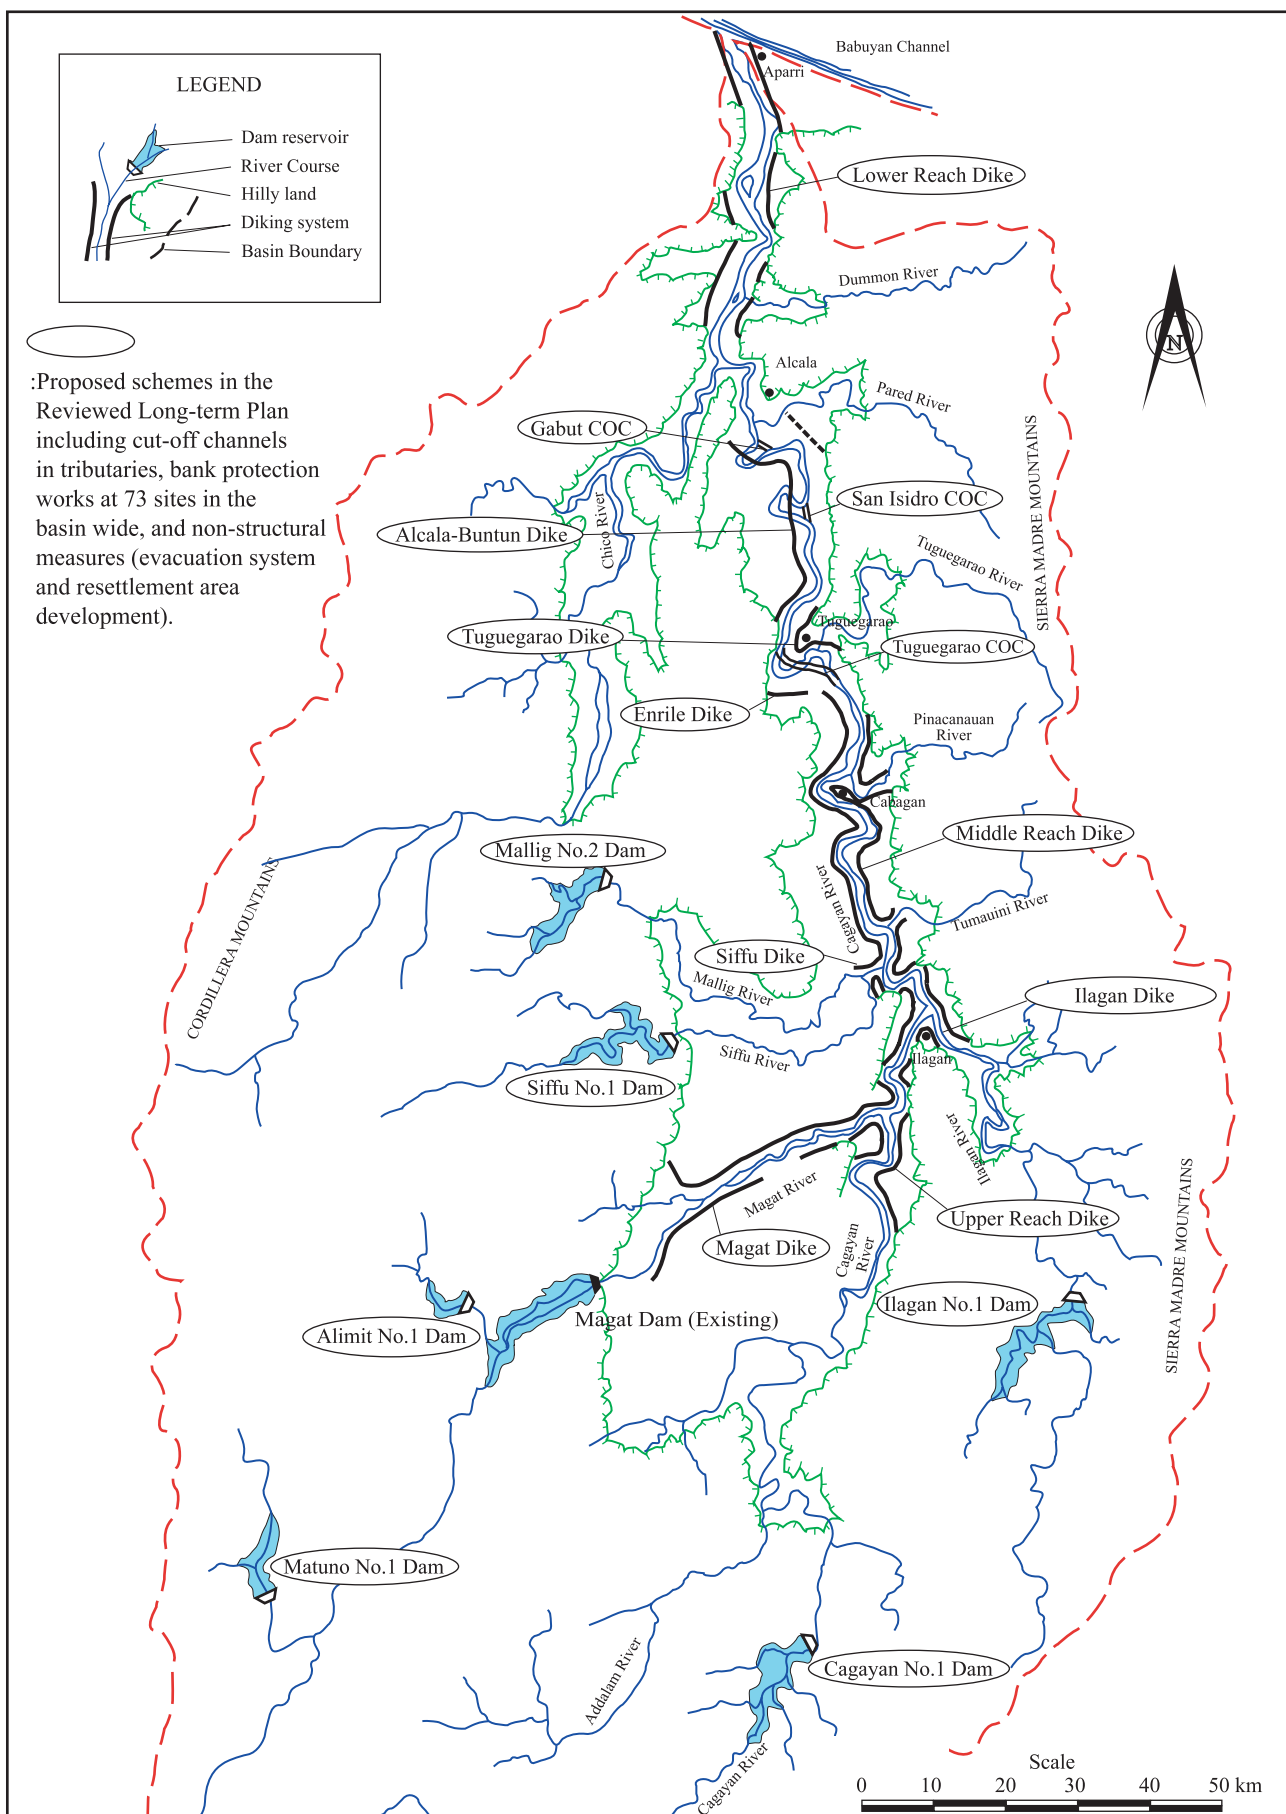 Babuyan Channel
Aparri
LEGEND
Dam reservoir
River Course
Hilly land
Diking system
Basin Boundary
Lower Reach Dike
Dummon River
N
:Proposed schemes in the
Reviewed Long-term Plan
including cut-off channels
in tributaries, bank protection
works at 73 sites in the
basin wide, and non-structural
measures (evacuation system
and resettlement area
development).
Alcala
Pared River
Gabut COC
SIERRA MADRE MOUNTAINS
San Isidro COC
Alcala-Buntun Dike
Chico River
Tuguegarao River
Tuguegarao
Tuguegarao Dike
Tuguegarao COC
Enrile Dike
Pinacanauan
River
Cabagan
Middle Reach Dike
Mallig No.2 Dam
CORDILLERA MOUNTAINS
Cagayan River
Tumauini River
Siffu Dike
Mallig River
Ilagan Dike
Siffu River
Ilagan
Siffu No.1 Dam
Ilagan River
Magat River
Upper Reach Dike
SIERRA MADRE MOUNTAINS
Magat Dike
Cagayan
River
Ilagan No.1 Dam
Magat Dam (Existing)
Alimit No.1 Dam
Matuno No.1 Dam
Addalam River
Cagayan No.1 Dam
Cagayan River
Scale
0 10 20 30 40 50 km